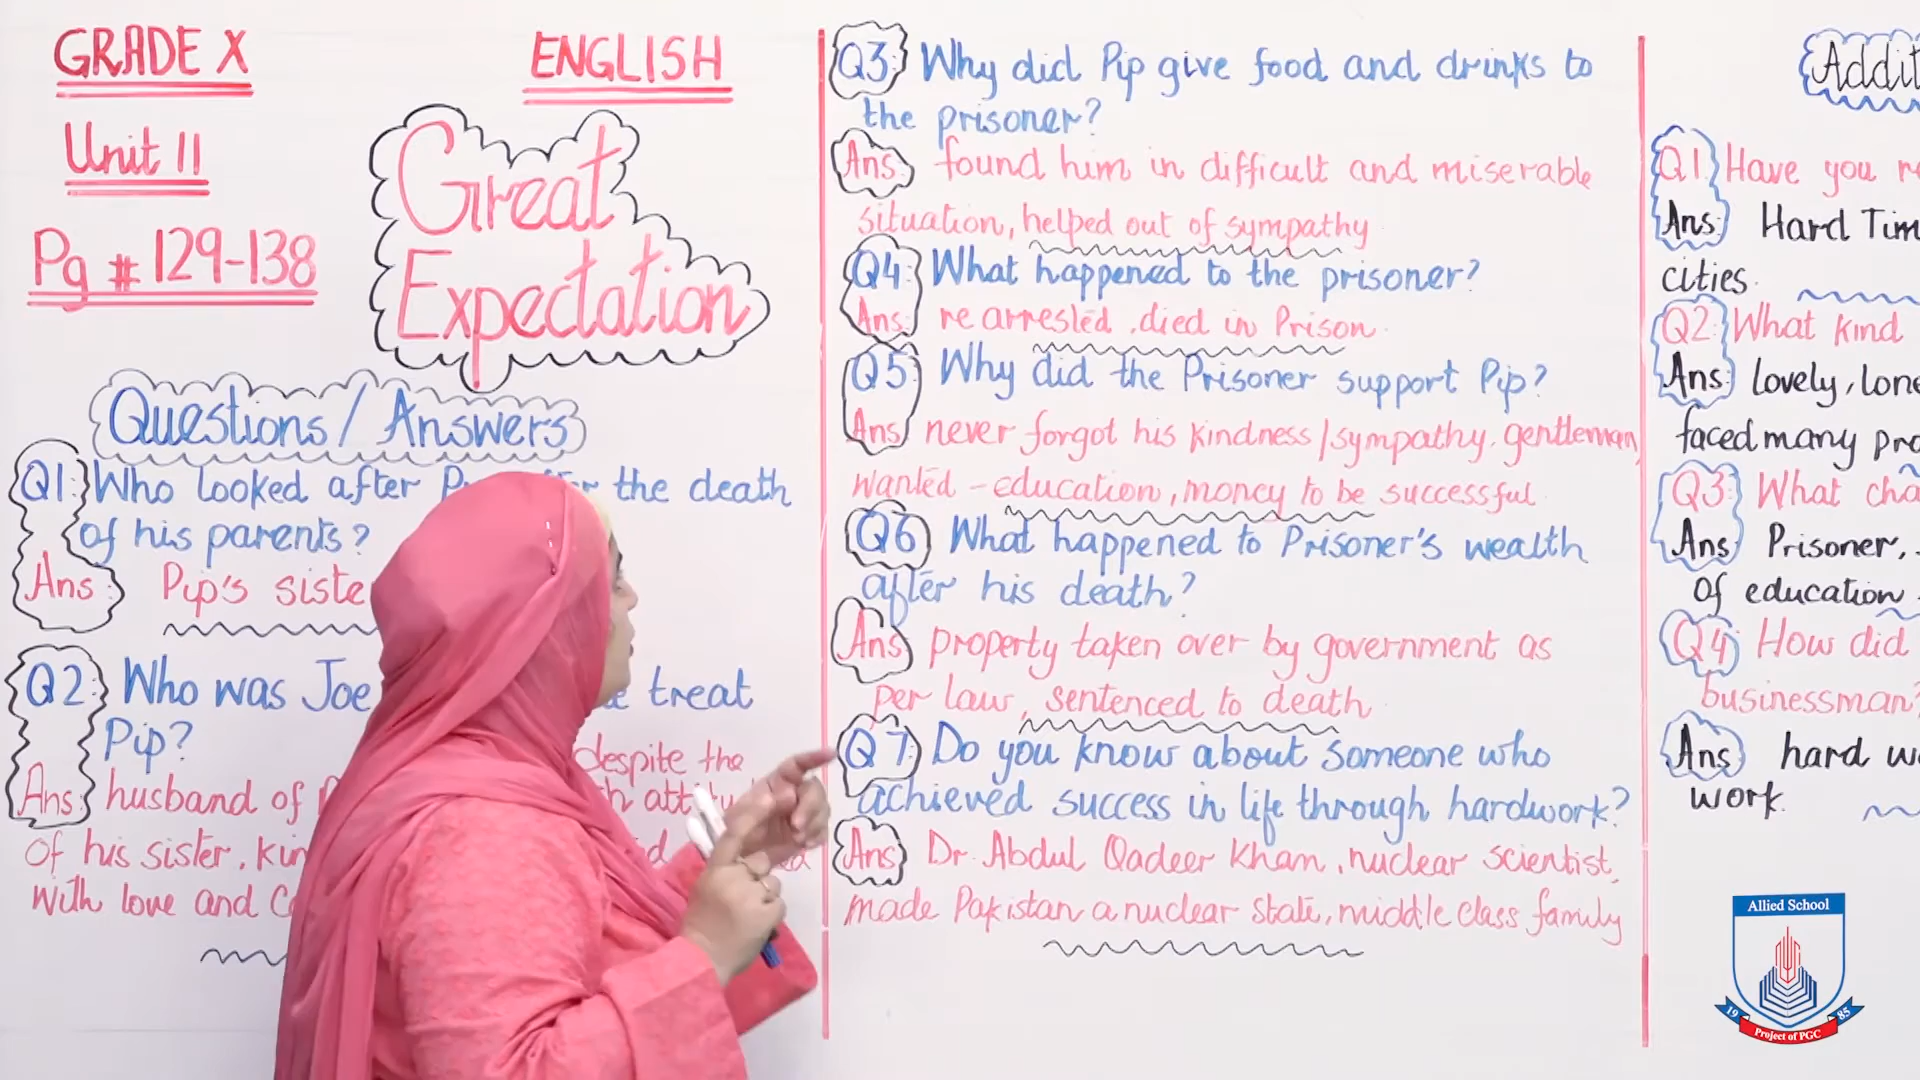 GRADE X
ENGLISH
Unit 11
Pg # 129-138
Great
Expectation
Questions / Answers
Q1: Who looked after the death
of his parents?
Ans: Pip's siste
Q2: Who was Joe treat
Pip?
despite the
Ans: husband of
of his sister, kin
with love and
Q3: Why did Pip give food and drinks to
the prisoner?
Ans: found him in difficult and miserable
situation, helped out of sympathy
Q4: What happened to the prisoner?
Ans: re arrested, died in Prison.
Q5: Why did the Prisoner support Pip?
Ans: never forgot his kindness/sympathy, gentleman,
wanted - education, money to be successful
Q6: What happened to Prisoner's wealth
after his death?
Ans: property taken over by government as
per law, sentenced to death
Q7: Do you know about someone who
achieved success in life through hardwork?
Ans: Dr. Abdul Qadeer Kham, nuclear scientist,
made Pakistan a nuclear state, middle class family
Addit
Q1: Have you r
Ans: Hard Tim
cities.
Q2: What kind
Ans: lovely, lone
faced many pro
Q3: What cha
Ans: Prisoner,
of education
Q4: How did
businessman?
Ans: hard w
work.
Allied School
19 85
Project of PGC